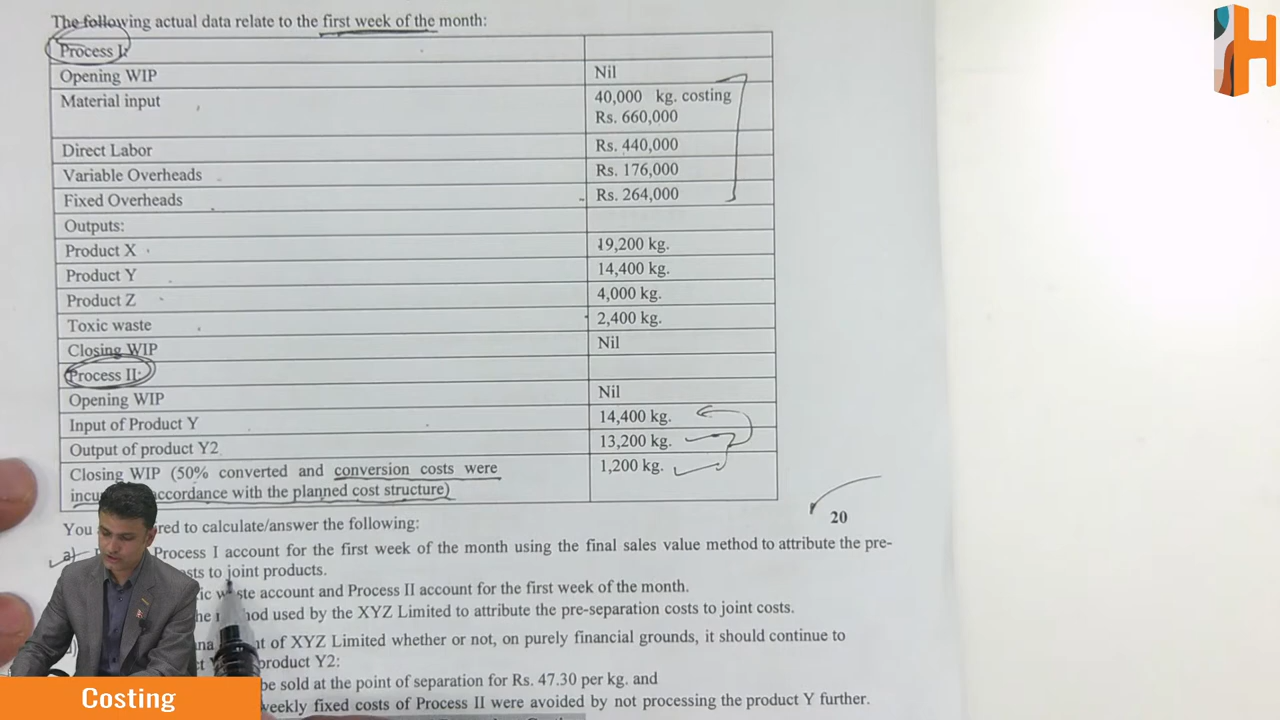 The following actual data relate to the first week of the month:
Process I:
Opening WIP Nil
Material input 40,000 kg. costing
Rs. 660,000
Direct Labor Rs. 440,000
Variable Overheads Rs. 176,000
Fixed Overheads Rs. 264,000
Outputs:
Product X 19,200 kg.
Product Y 14,400 kg.
Product Z 4,000 kg.
Toxic waste 2,400 kg.
Closing WIP Nil
Process II:
Opening WIP Nil
Input of Product Y 14,400 kg.
Output of product Y2 13,200 kg.
Closing WIP (50% converted and conversion costs were 1,200 kg.
accordance with the planned cost structure)
You calculate/answer the following:
20
a) Process I account for the first week of the month using the final sales value method to attribute the pre-
to joint products.
account and Process II account for the first week of the month.
used by the XYZ Limited to attribute the pre-separation costs to joint costs.
of XYZ Limited whether or not, on purely financial grounds, it should continue to
product Y2:
be sold at the point of separation for Rs. 47.30 per kg. and
weekly fixed costs of Process II were avoided by not processing the product Y further.
H
Costing